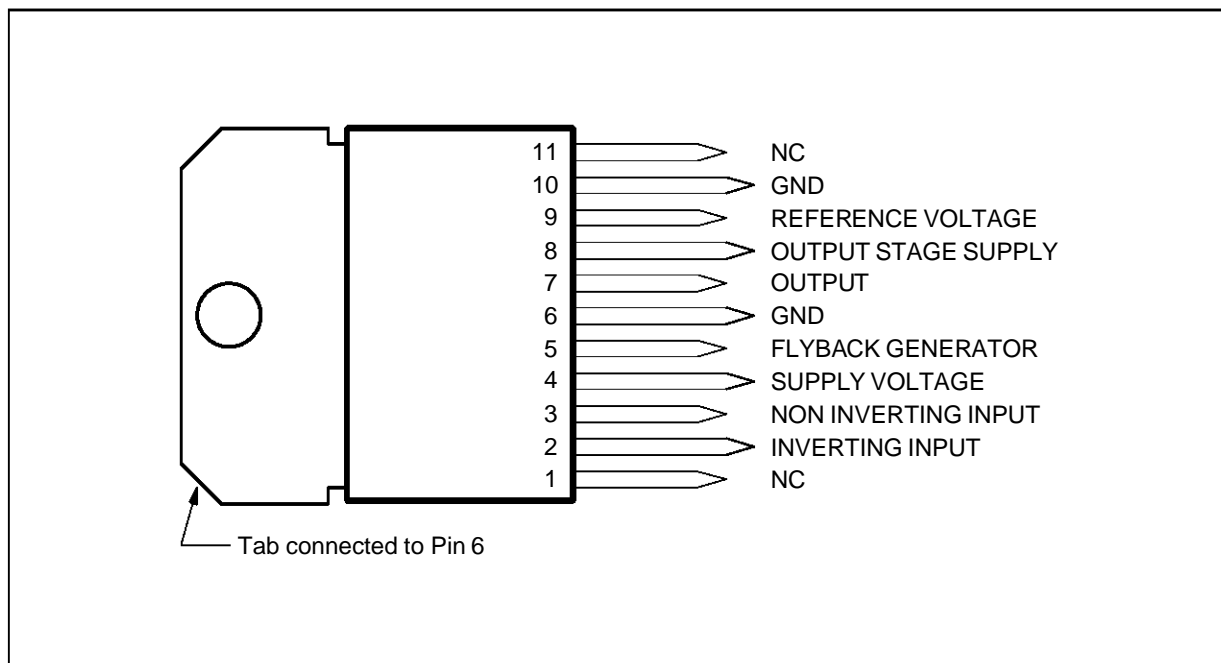 11 NC
10 GND
9 REFERENCE VOLTAGE
8 OUTPUT STAGE SUPPLY
7 OUTPUT
6 GND
5 FLYBACK GENERATOR
4 SUPPLY VOLTAGE
3 NON INVERTING INPUT
2 INVERTING INPUT
1 NC
Tab connected to Pin 6